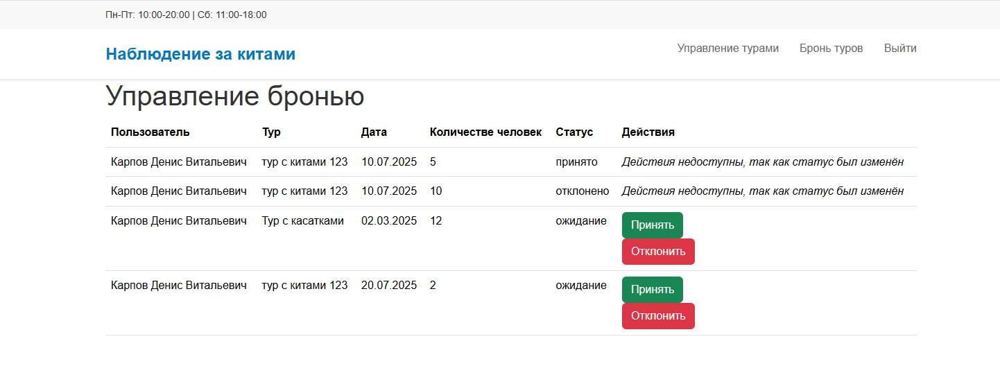 Пн-Пт: 10:00-20:00 | Сб: 11:00-18:00
Наблюдение за китами Управление турами Бронь туров Выйти
Управление бронью
Пользователь Тур Дата Количестве человек Статус Действия
Карпов Денис Витальевич тур с китами 123 10.07.2025 5 принято Действия недоступны, так как статус был изменён
Карпов Денис Витальевич тур с китами 123 10.07.2025 10 отклонено Действия недоступны, так как статус был изменён
Карпов Денис Витальевич Тур с касатками 02.03.2025 12 ожидание Принять
Отклонить
Карпов Денис Витальевич тур с китами 123 20.07.2025 2 ожидание Принять
Отклонить